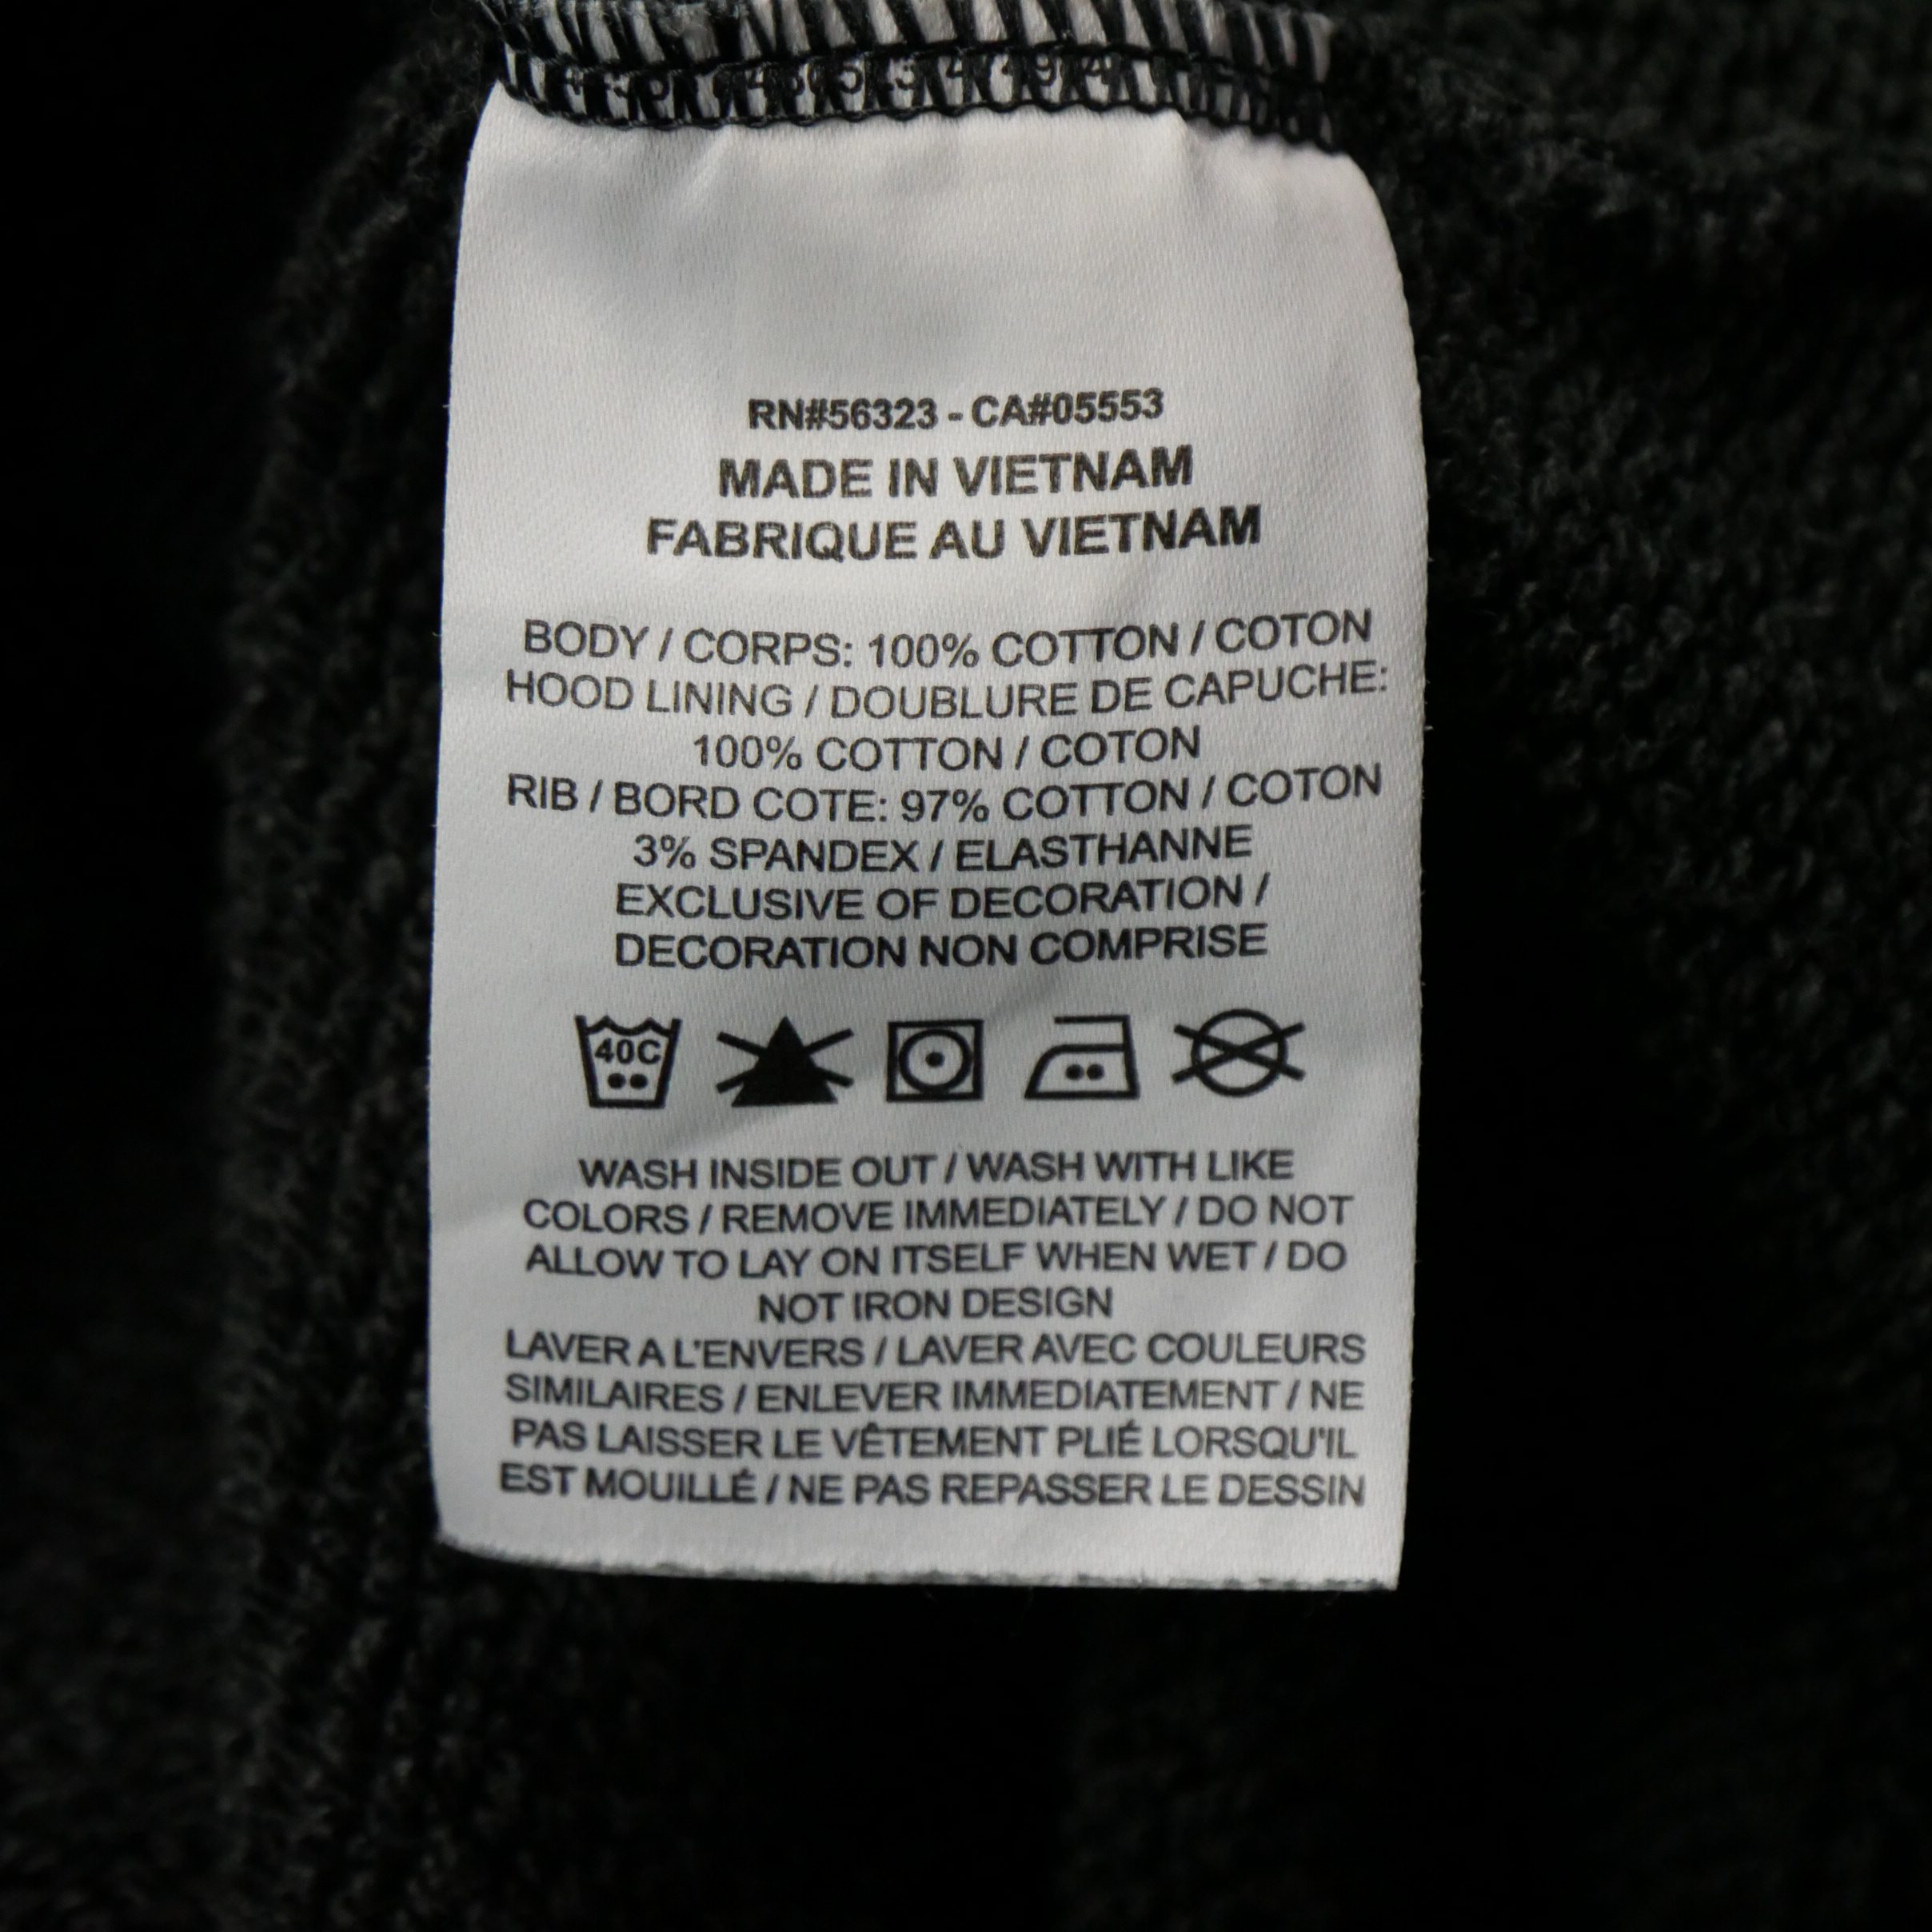 RN#56323 - CA#05553
MADE IN VIETNAM
FABRIQUE AU VIETNAM
BODY / CORPS: 100% COTTON / COTON
HOOD LINING / DOUBLURE DE CAPUCHE:
100% COTTON / COTON
RIB / BORD COTE: 97% COTTON / COTON
3% SPANDEX / ELASTHANNE
EXCLUSIVE OF DECORATION /
DECORATION NON COMPRISE
40C
WASH INSIDE OUT / WASH WITH LIKE
COLORS / REMOVE IMMEDIATELY / DO NOT
ALLOW TO LAY ON ITSELF WHEN WET / DO
NOT IRON DESIGN
LAVER A L'ENVERS / LAVER AVEC COULEURS
SIMILAIRES / ENLEVER IMMEDIATEMENT / NE
PAS LAISSER LE VÊTEMENT PLIÉ LORSQU'IL
EST MOUILLÉ / NE PAS REPASSER LE DESSIN